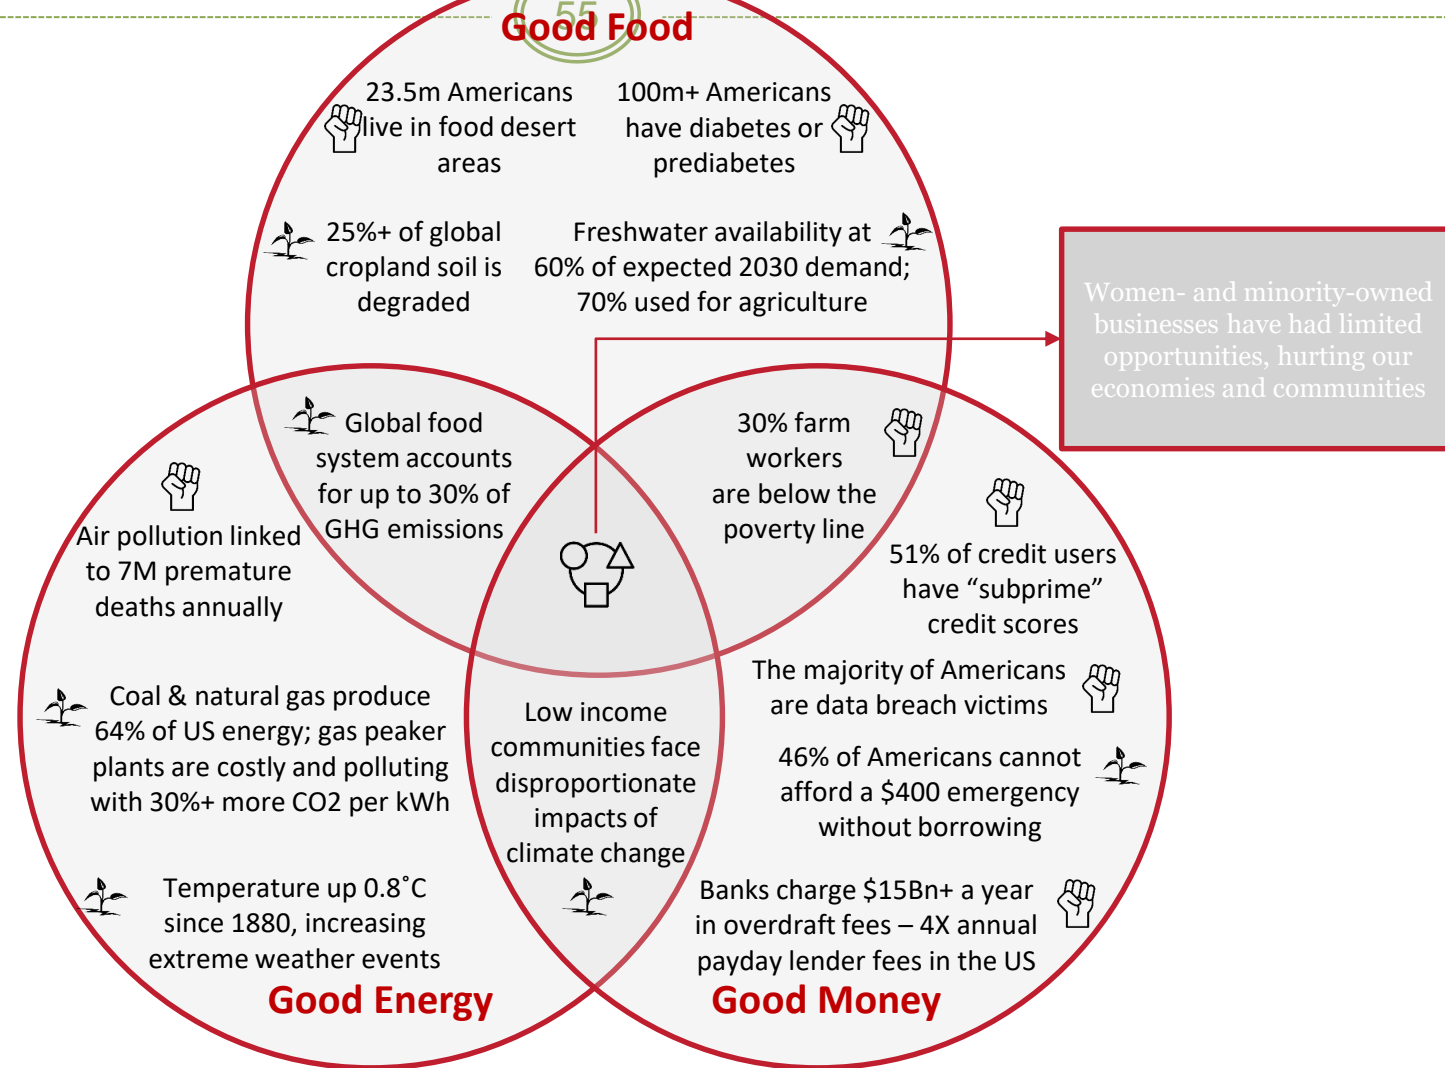 55
Good Food
23.5m Americans
live in food desert
areas
100m+ Americans
have diabetes or
prediabetes
25%+ of global
cropland soil is
degraded
Freshwater availability at
60% of expected 2030 demand;
70% used for agriculture
Women- and minority-owned
businesses have had limited
opportunities, hurting our
economies and communities
Global food
system accounts
for up to 30% of
GHG emissions
30% farm
workers
are below the
poverty line
Air pollution linked
to 7M premature
deaths annually
51% of credit users
have “subprime”
credit scores
The majority of Americans
are data breach victims
Coal & natural gas produce
64% of US energy; gas peaker
plants are costly and polluting
with 30%+ more CO2 per kWh
Low income
communities face
disproportionate
impacts of
climate change
46% of Americans cannot
afford a $400 emergency
without borrowing
Temperature up 0.8˚C
since 1880, increasing
extreme weather events
Banks charge $15Bn+ a year
in overdraft fees – 4X annual
payday lender fees in the US
Good Energy
Good Money